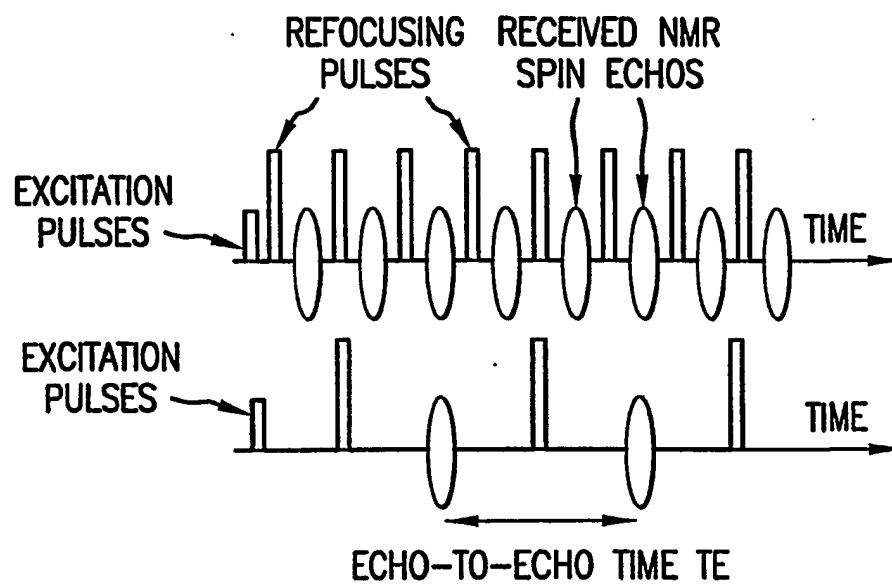 REFOCUSING
PULSES
RECEIVED NMR
SPIN ECHOS
EXCITATION
PULSES
TIME
EXCITATION
PULSES
TIME
ECHO-TO-ECHO TIME TE